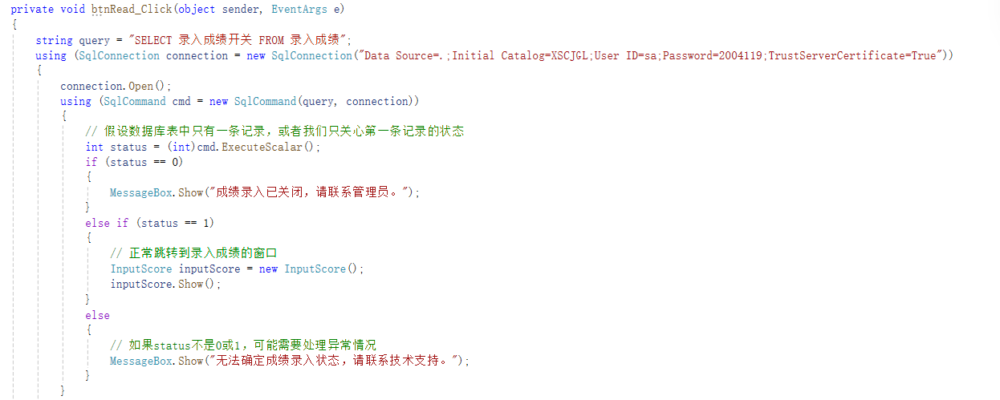 private void btnRead_Click(object sender, EventArgs e)
{
string query = "SELECT 录入成绩开关 FROM 录入成绩";
using (SqlConnection connection = new SqlConnection("Data Source=.;Initial Catalog=XSCJGL;User ID=sa;Password=2004119;TrustServerCertificate=True"))
{
connection.Open();
using (SqlCommand cmd = new SqlCommand(query, connection))
{
// 假设数据库表中只有一条记录，或者我们只关心第一条记录的状态
int status = (int)cmd.ExecuteScalar();
if (status == 0)
{
MessageBox.Show("成绩录入已关闭，请联系管理员。");
}
else if (status == 1)
{
// 正常跳转到录入成绩的窗口
InputScore inputScore = new InputScore();
inputScore.Show();
}
else
{
// 如果status不是0或1，可能需要处理异常情况
MessageBox.Show("无法确定成绩录入状态，请联系技术支持。");
}
}